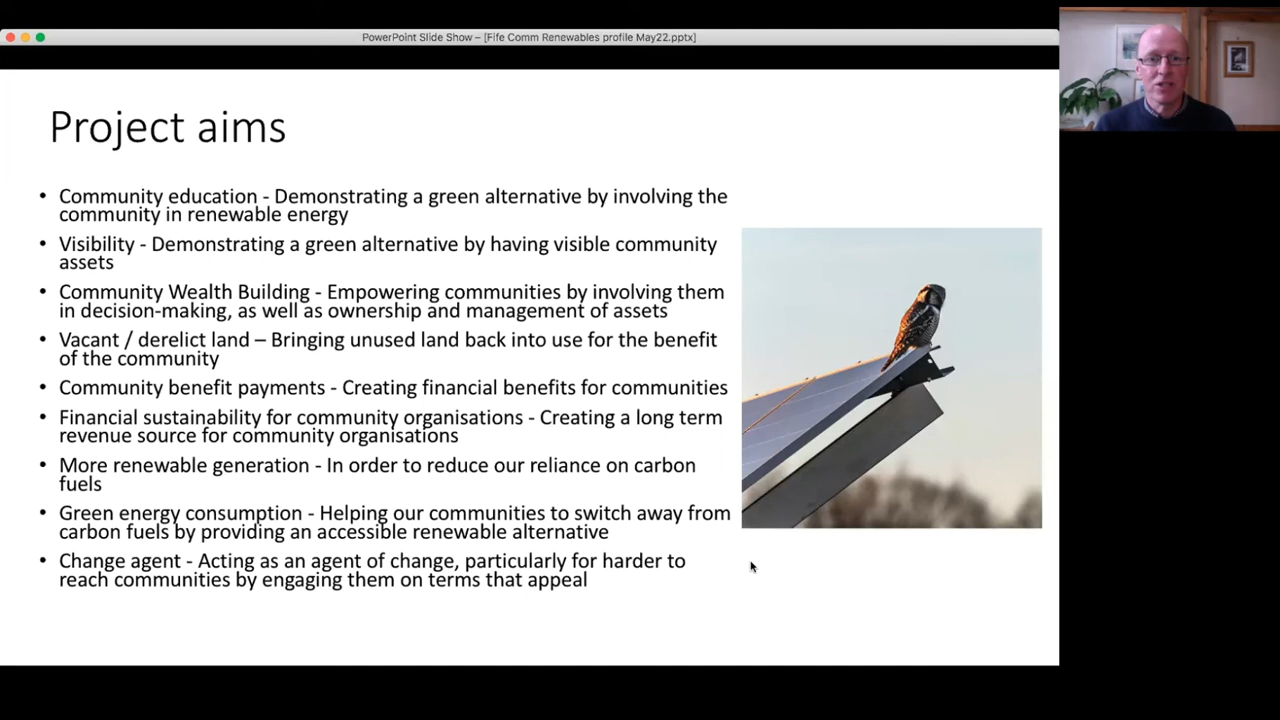 PowerPoint Slide Show – [Fife Comm Renewables profile May22.pptx]
Project aims
• Community education - Demonstrating a green alternative by involving the
community in renewable energy
• Visibility - Demonstrating a green alternative by having visible community
assets
• Community Wealth Building - Empowering communities by involving them
in decision-making, as well as ownership and management of assets
• Vacant / derelict land – Bringing unused land back into use for the benefit
of the community
• Community benefit payments - Creating financial benefits for communities
• Financial sustainability for community organisations - Creating a long term
revenue source for community organisations
• More renewable generation - In order to reduce our reliance on carbon
fuels
• Green energy consumption - Helping our communities to switch away from
carbon fuels by providing an accessible renewable alternative
• Change agent - Acting as an agent of change, particularly for harder to
reach communities by engaging them on terms that appeal